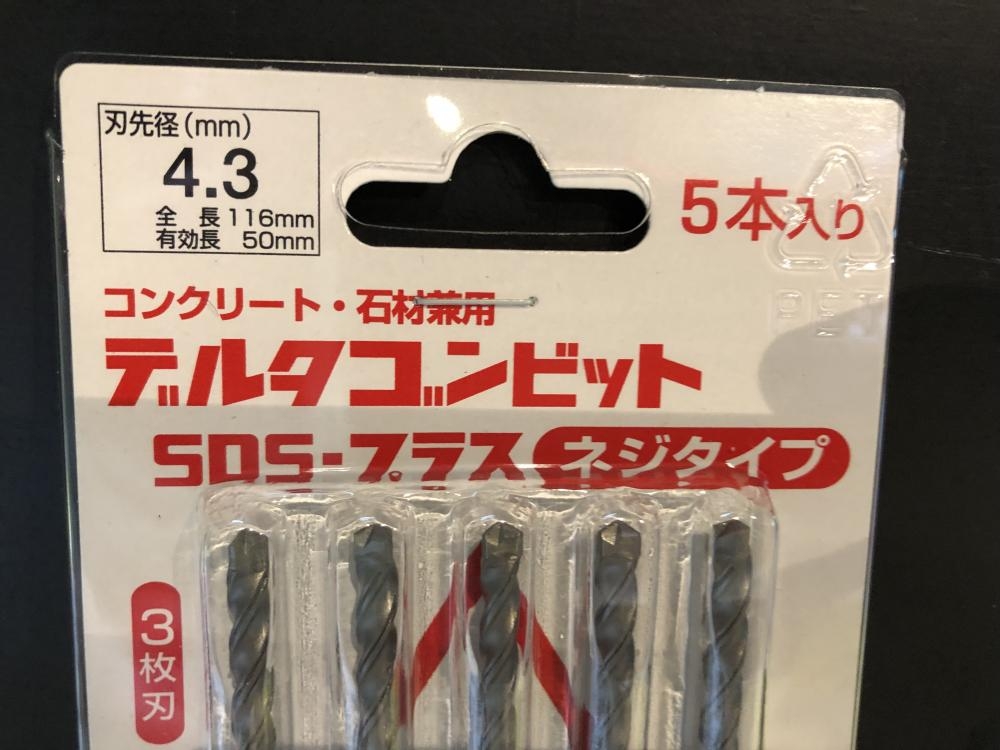 刃先径(mm)
4.3
全 長 116mm
有効長 50mm
5本入り
コンクリート・石材兼用
デルタゴンビット
SDS-プラス ネジタイプ
3枚刃
PET